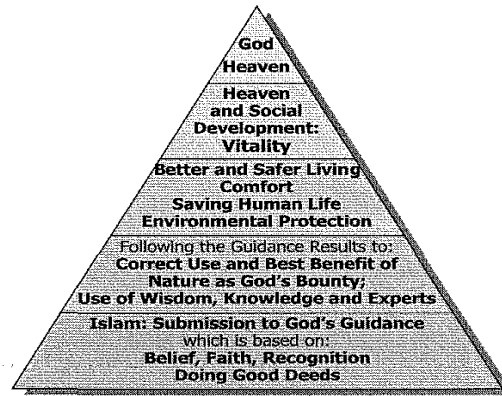 God
Heaven
Heaven
and Social
Development:
Vitality
Better and Safer Living
Comfort
Saving Human Life
Environmental Protection
Following the Guidance Results to:
Correct Use and Best Benefit of
Nature as God's Bounty;
Use of Wisdom, Knowledge and Experts
Islam: Submission to God's Guidance
which is based on:
Belief, Faith, Recognition
Doing Good Deeds